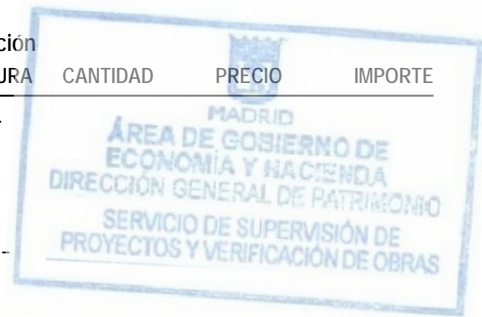 ción
URA CANTIDAD PRECIO IMPORTE
MADRID
ÁREA DE GOBIERNO DE
ECONOMÍA Y HACIENDA
DIRECCIÓN GENERAL DE PATRIMONIO
SERVICIO DE SUPERVISIÓN DE
PROYECTOS Y VERIFICACIÓN DE OBRAS